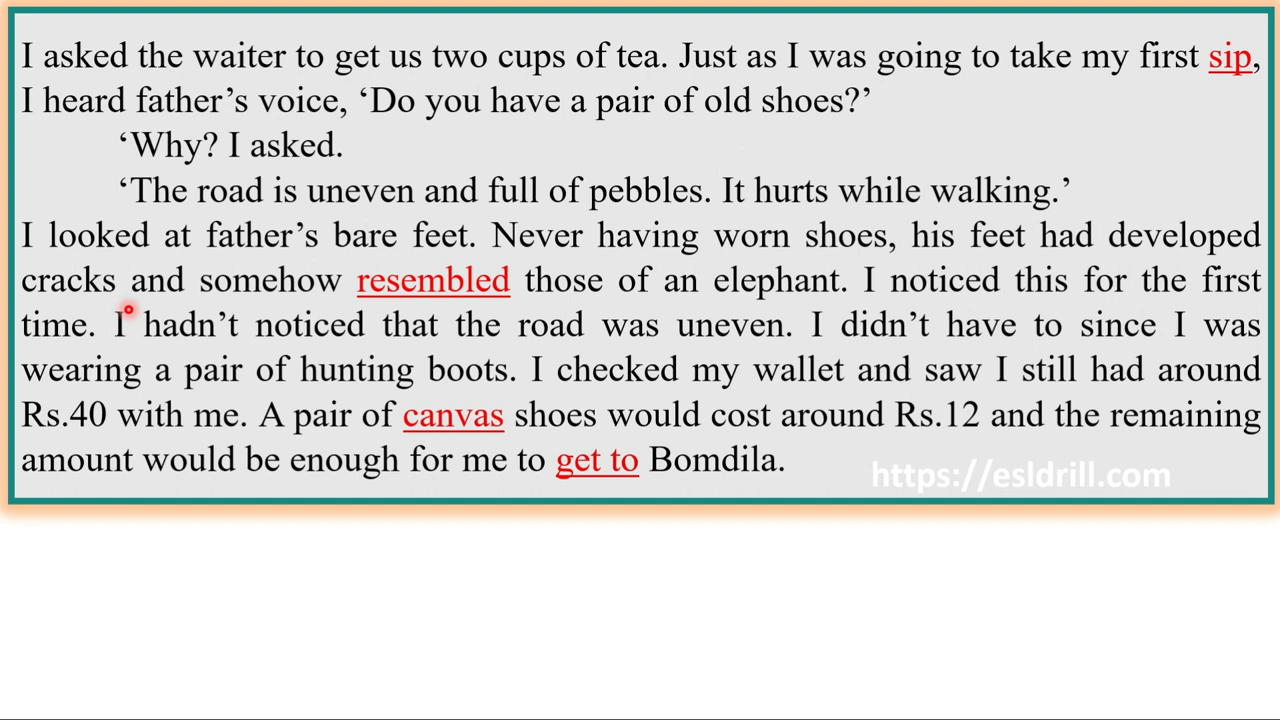 I asked the waiter to get us two cups of tea. Just as I was going to take my first sip,
I heard father’s voice, ‘Do you have a pair of old shoes?’
‘Why? I asked.
‘The road is uneven and full of pebbles. It hurts while walking.’
I looked at father’s bare feet. Never having worn shoes, his feet had developed
cracks and somehow resembled those of an elephant. I noticed this for the first
time. I hadn’t noticed that the road was uneven. I didn’t have to since I was
wearing a pair of hunting boots. I checked my wallet and saw I still had around
Rs.40 with me. A pair of canvas shoes would cost around Rs.12 and the remaining
amount would be enough for me to get to Bomdila.
https://esldrill.com